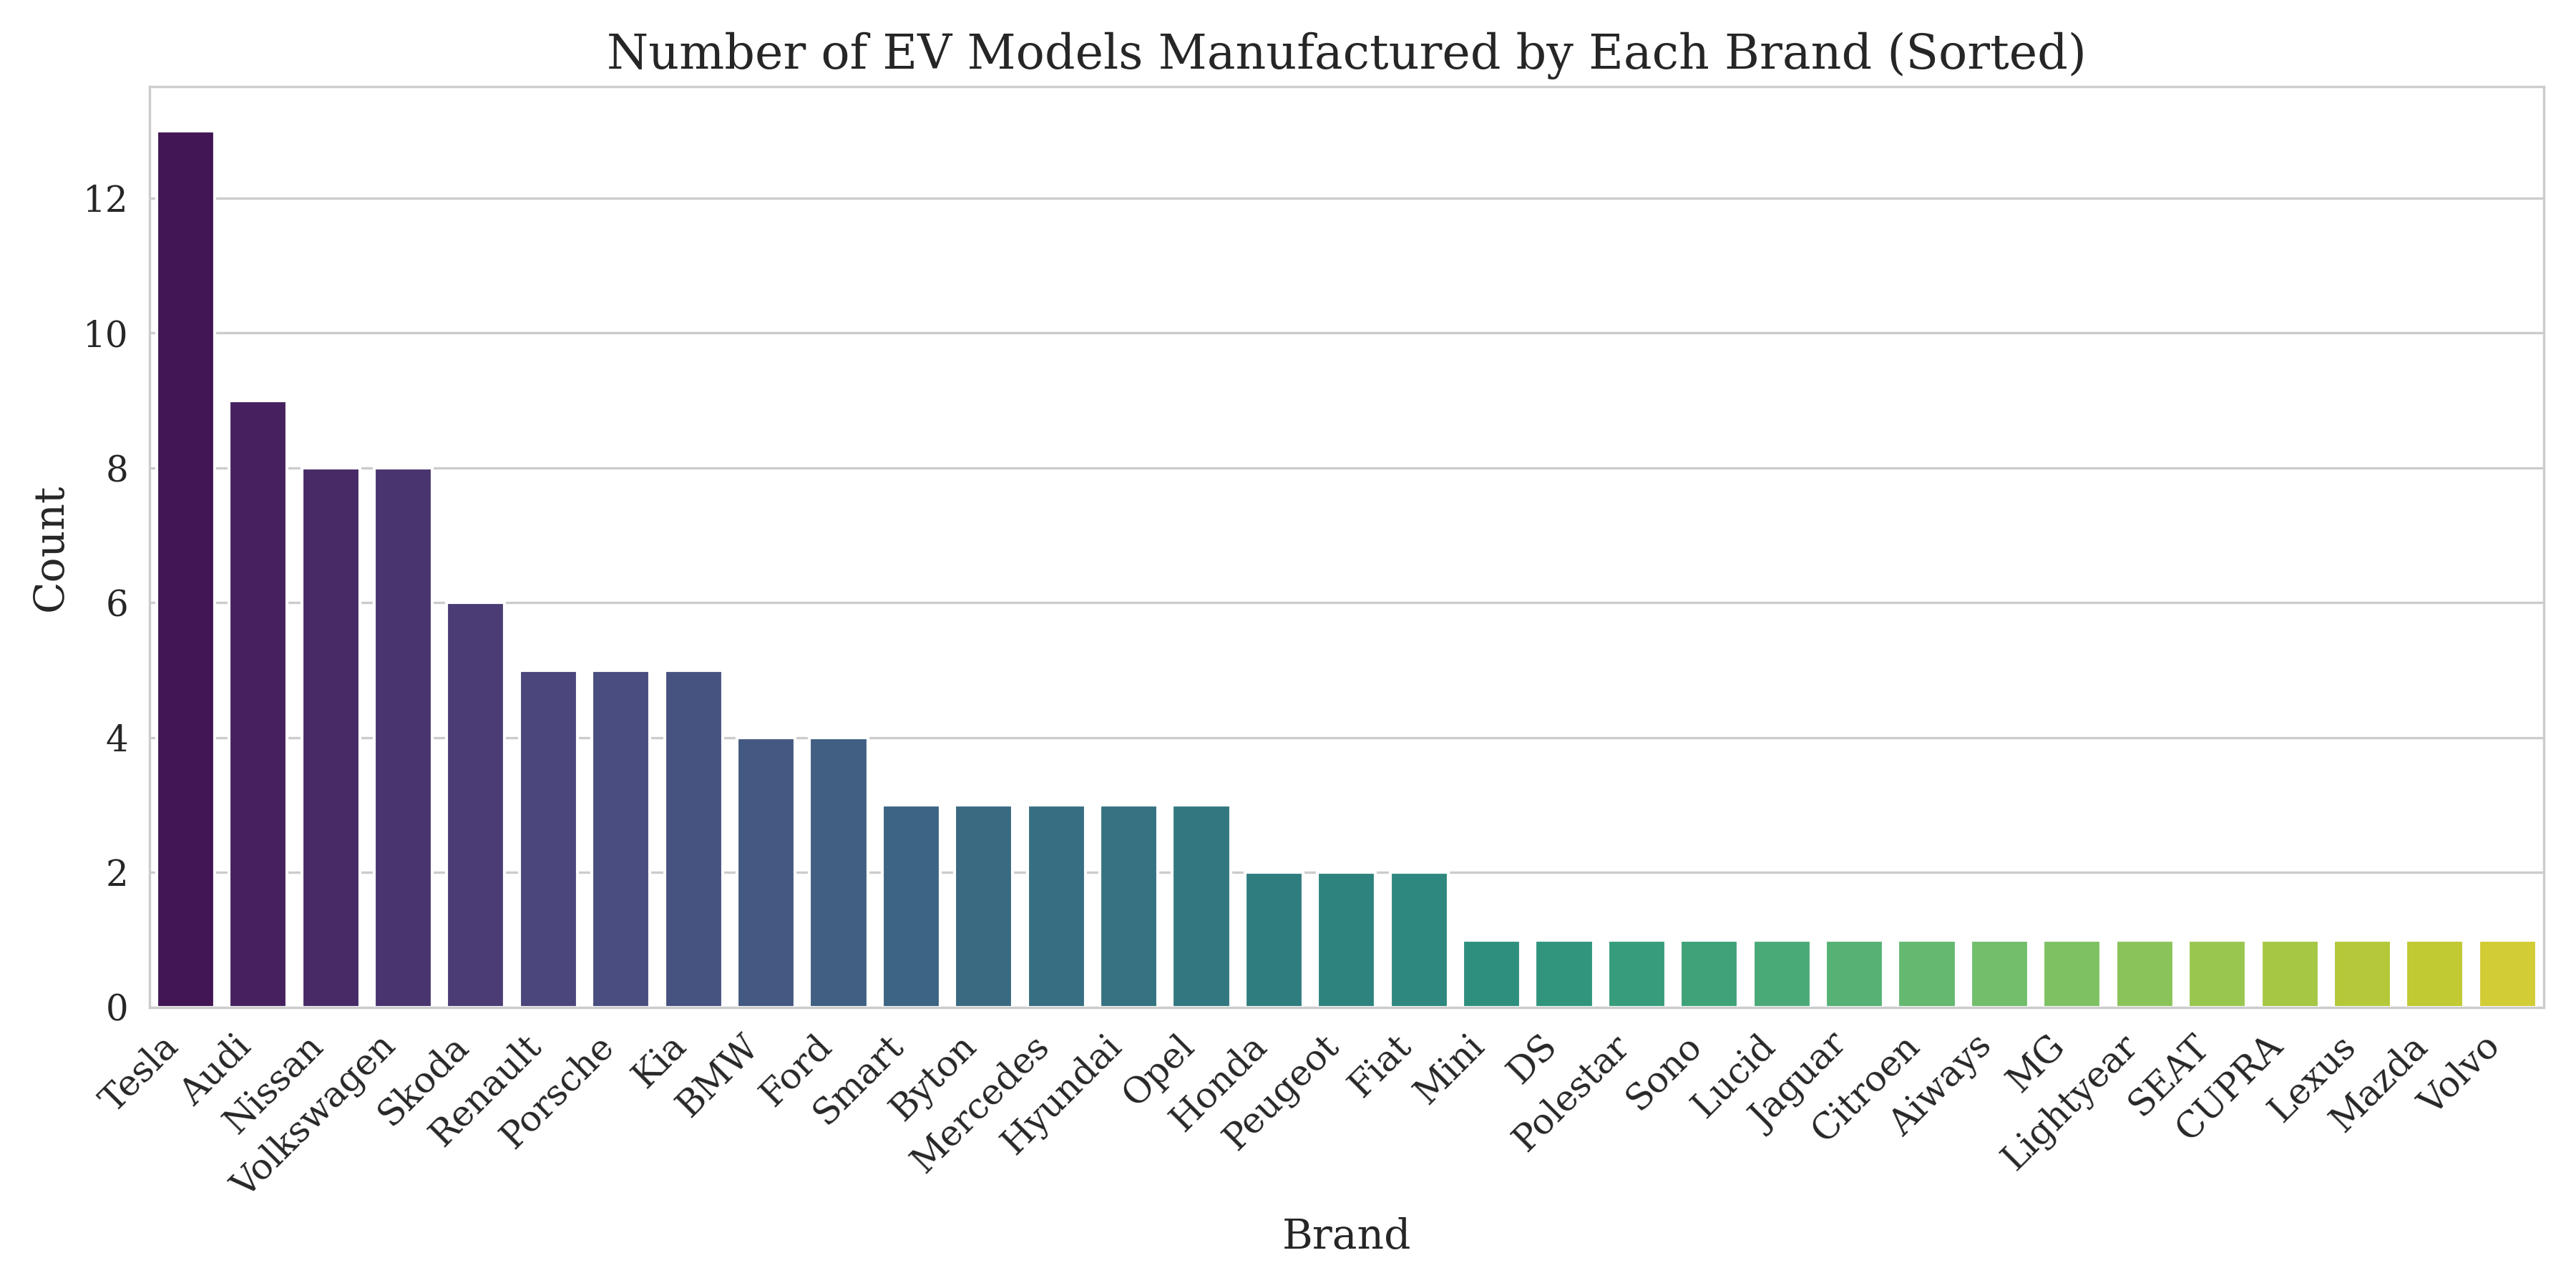 Number of EV Models Manufactured by Each Brand (Sorted)
Count
12
10
8
6
4
2
0
Tesla
Audi
Nissan
Volkswagen
Skoda
Renault
Porsche
Kia
BMW
Ford
Smart
Byton
Mercedes
Hyundai
Opel
Honda
Peugeot
Fiat
Mini
DS
Polestar
Sono
Lucid
Jaguar
Citroen
Aiways
MG
Lightyear
SEAT
CUPRA
Lexus
Mazda
Volvo
Brand